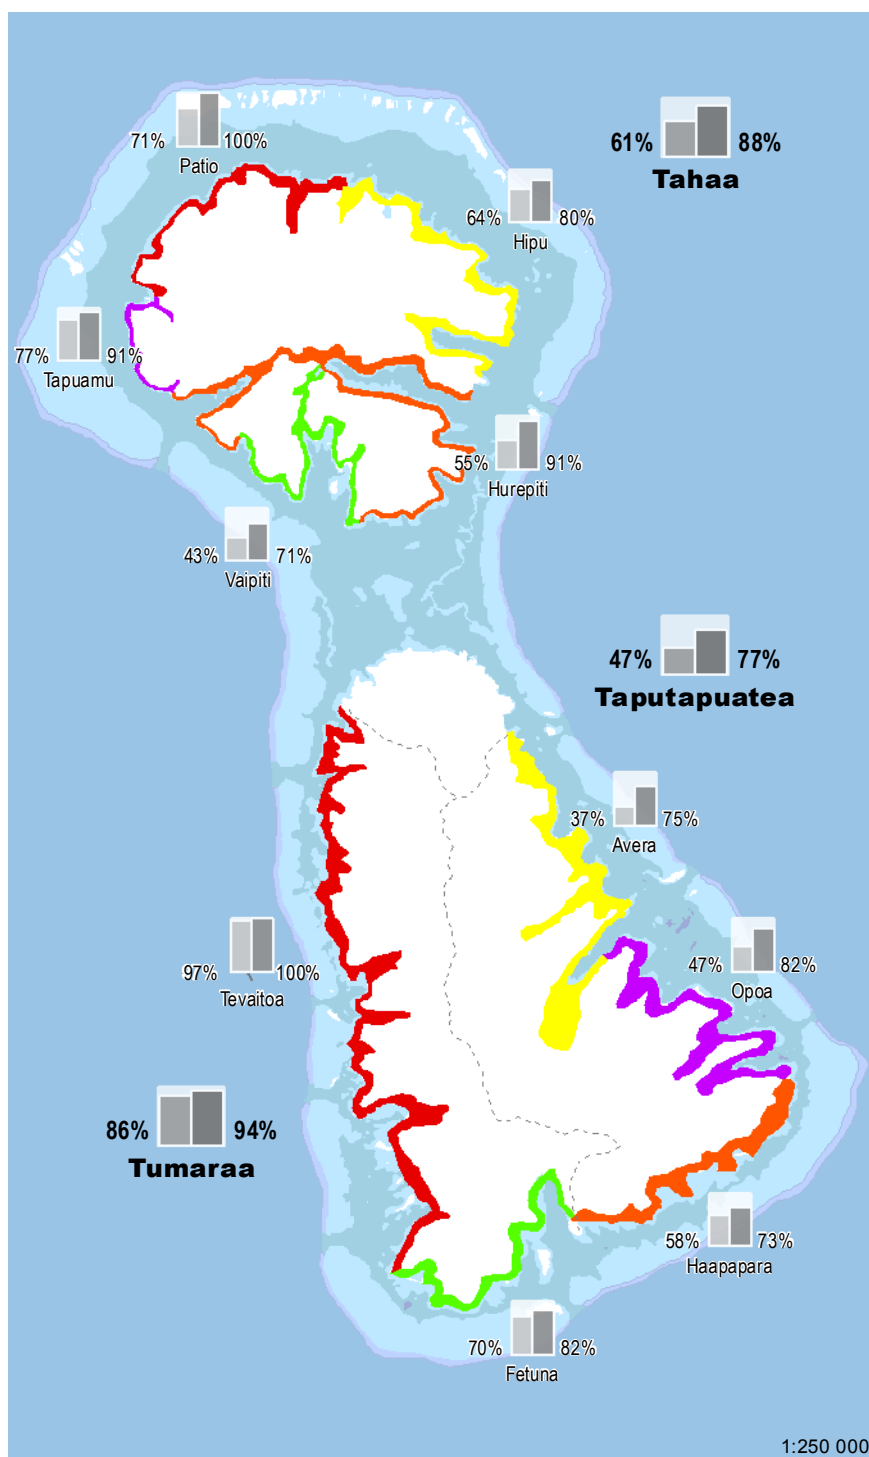 71% 100%
Patio
61% 88%
Tahaa
64% 80%
Hipu
77% 91%
Tapuamu
55% 91%
Hurepiti
43% 71%
Vaipiti
47% 77%
Taputapuatea
37% 75%
Avera
97% 100%
Tevaitoa
47% 82%
Opoa
86% 94%
Tumaraa
58% 73%
Haapapara
70% 82%
Fetuna
1:250 000